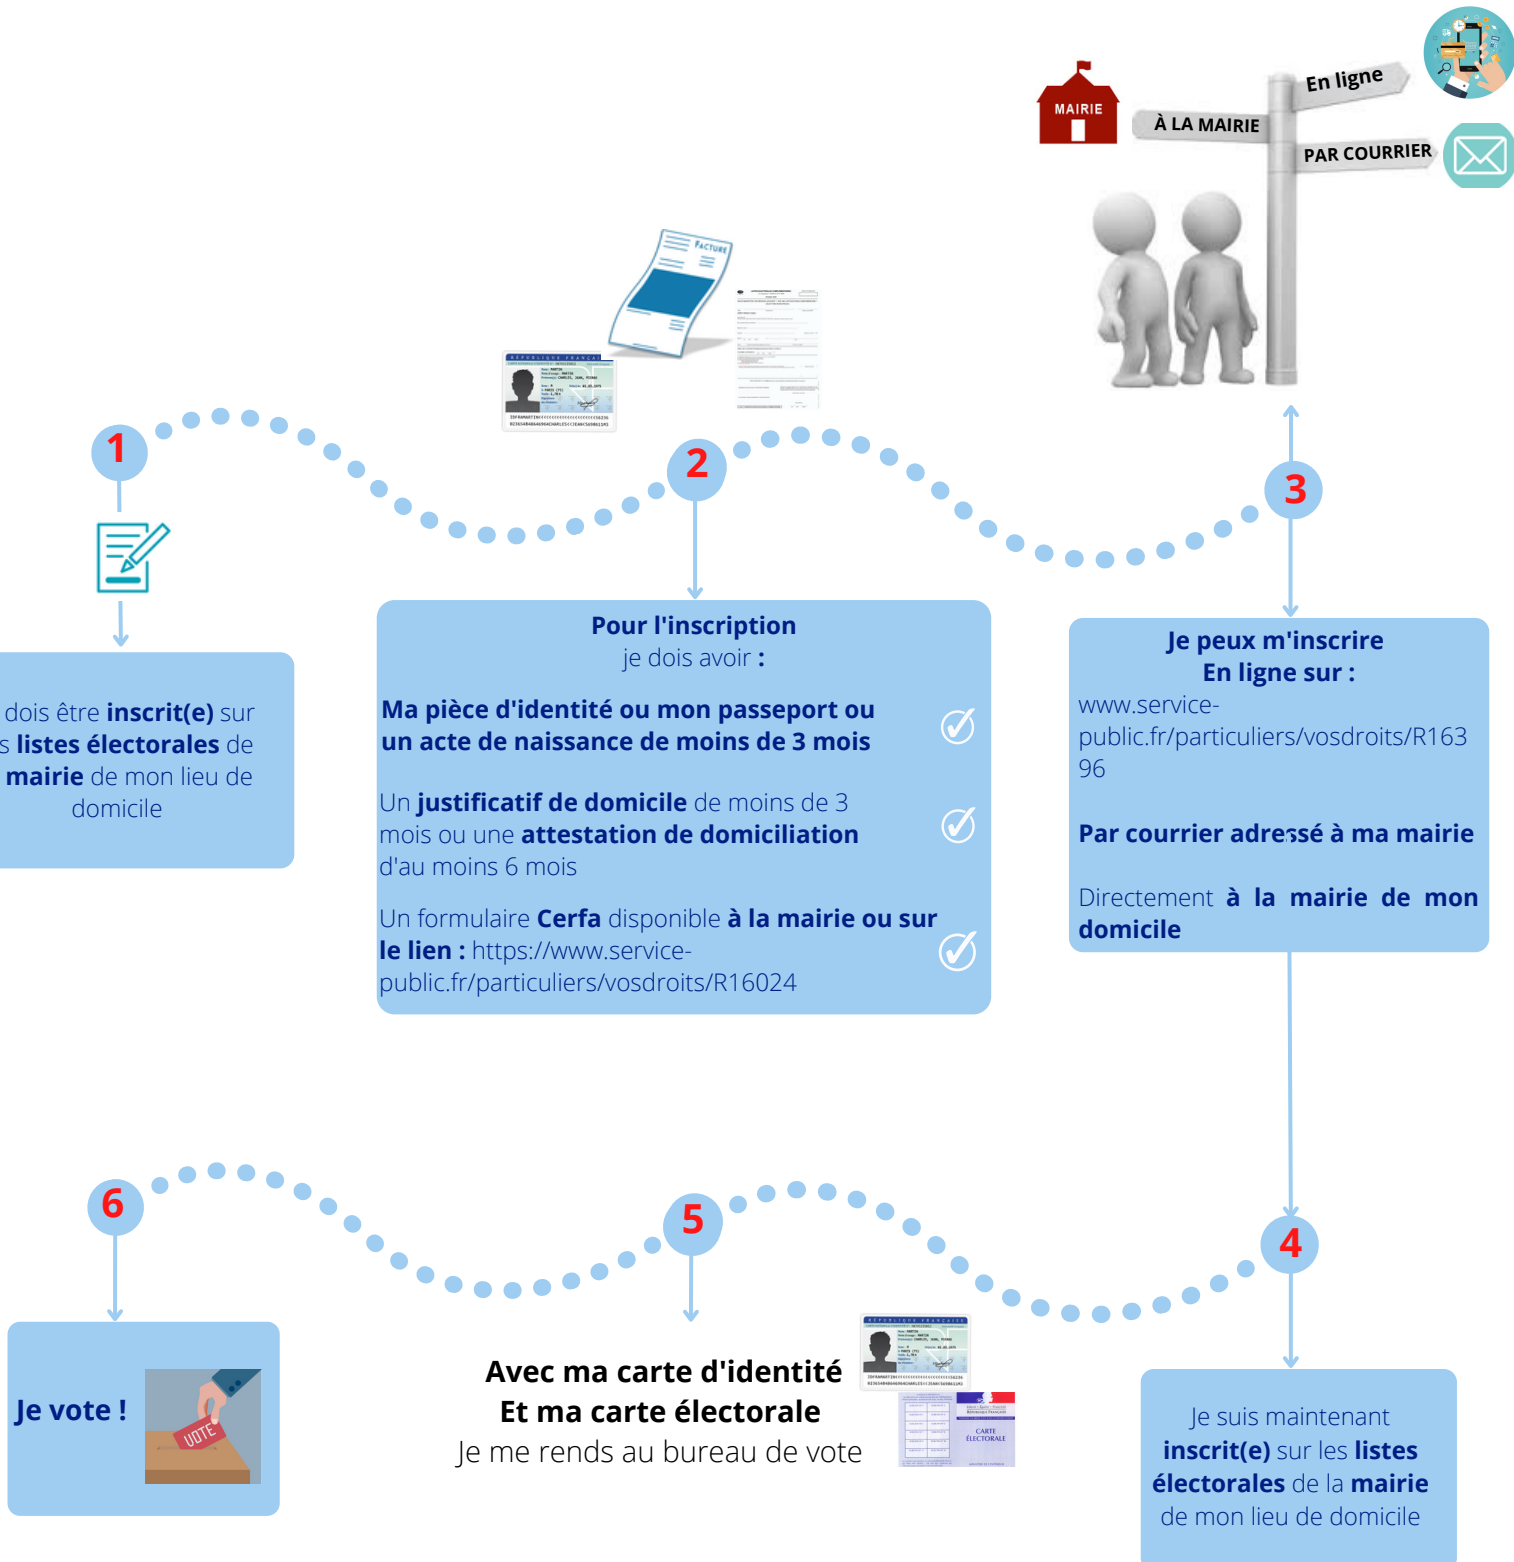 En ligne
MAIRIE
À LA MAIRIE
PAR COURRIER
FACTURE
1
2
3
dois être inscrit(e) sur
s listes électorales de
mairie de mon lieu de
domicile
Pour l'inscription
je dois avoir :
Ma pièce d'identité ou mon passeport ou
un acte de naissance de moins de 3 mois
Un justificatif de domicile de moins de 3
mois ou une attestation de domiciliation
d'au moins 6 mois
Un formulaire Cerfa disponible à la mairie ou sur
le lien : https://www.service-
public.fr/particuliers/vosdroits/R16024
Je peux m'inscrire
En ligne sur :
www.service-
public.fr/particuliers/vosdroits/R163
96
Par courrier adressé à ma mairie
Directement à la mairie de mon
domicile
6
5
4
Je vote !
VOTE
Avec ma carte d'identité
Et ma carte électorale
Je me rends au bureau de vote
RÉPUBLIQUE FRANÇAISE
CARTE
ÉLECTORALE
Je suis maintenant
inscrit(e) sur les listes
électorales de la mairie
de mon lieu de domicile